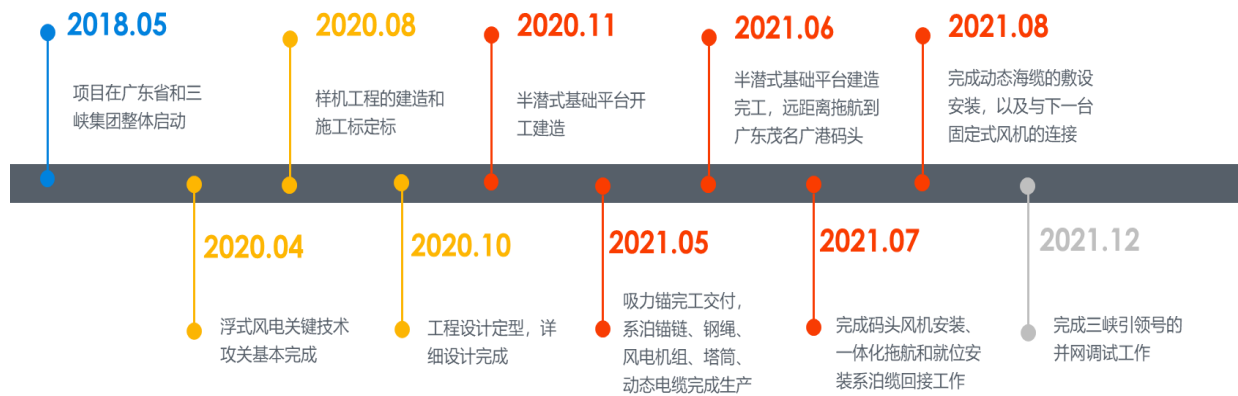 2018.05
项目在广东省和三
峡集团整体启动
2020.04
浮式风电关键技术
攻关基本完成
2020.08
样机工程的建造和
施工标定标
2020.10
工程设计定型，详
细设计完成
2020.11
半潜式基础平台开
工建造
2021.05
吸力锚完工交付，
系泊锚链、钢绳、
风电机组、塔筒、
动态电缆完成生产
2021.06
半潜式基础平台建造
完工，远距离拖航到
广东茂名广港码头
2021.07
完成码头风机安装、
一体化拖航和就位安
装系泊缆回接工作
2021.08
完成动态海缆的敷设
安装，以及与下一台
固定式风机的连接
2021.12
完成三峡引领号的
并网调试工作